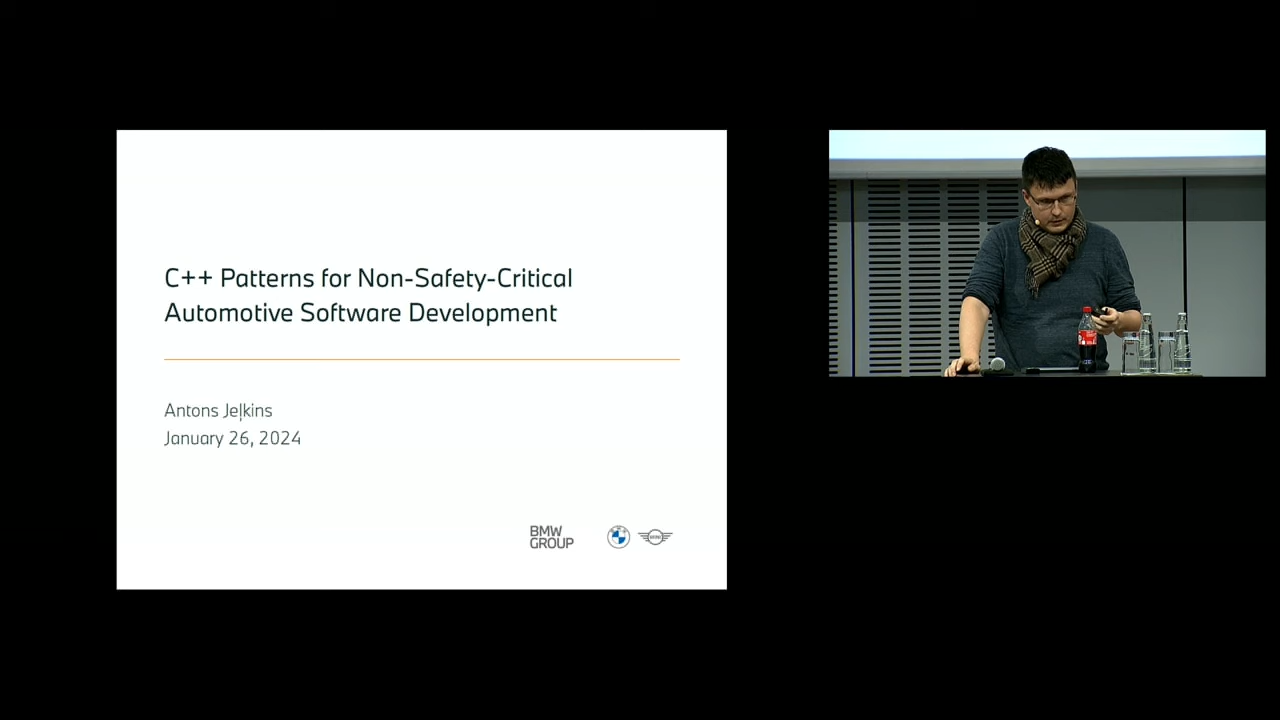 C++ Patterns for Non-Safety-Critical
Automotive Software Development
Antons Jeļkins
January 26, 2024
BMW
GROUP